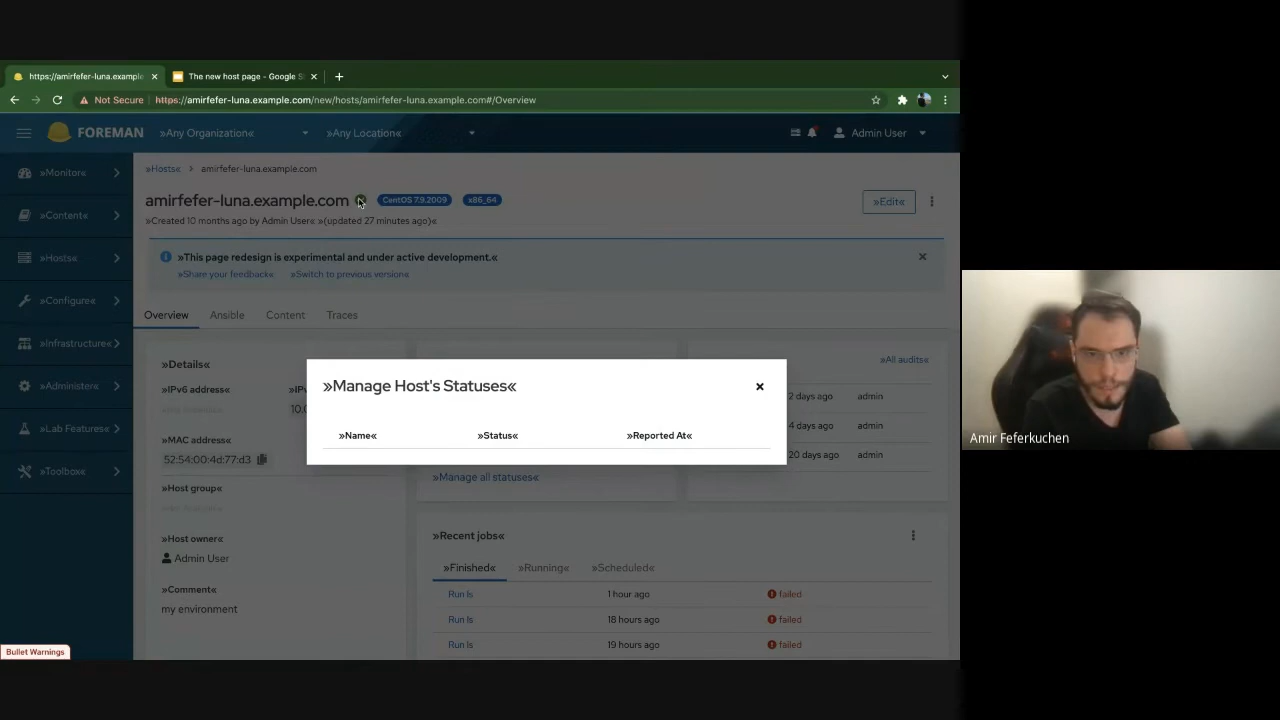 https://amirfefer-luna.example
The new host page - Google S
Not Secure
https://amirfefer-luna.example.com/new/hosts/amirfefer-luna.example.com#/Overview
FOREMAN
»Any Organization«
»Any Location«
Admin User
»Monitor«
»Content«
»Hosts«
»Configure«
»Infrastructure«
»Administer«
»Lab Features«
»Toolbox«
»Hosts« > amirfefer-luna.example.com
amirfefer-luna.example.com
CentOS 7.9.2009
x86_64
»Edit«
»Created 10 months ago by Admin User« »(updated 27 minutes ago)«
»This page redesign is experimental and under active development.«
»Share your feedback«
»Switch to previous version«
Overview
Ansible
Content
Traces
»Details«
»IPv6 address«
»IPv
10.0
»MAC address«
52:54:00:4d:77:d3
»Host group«
»Host owner«
Admin User
»Comment«
my environment
»All audits«
2 days ago admin
4 days ago admin
20 days ago admin
»Manage Host's Statuses«
»Name«
»Status«
»Reported At«
»Manage all statuses«
»Recent jobs«
»Finished«
»Running«
»Scheduled«
Run ls 1 hour ago failed
Run ls 18 hours ago failed
Run ls 19 hours ago failed
Bullet Warnings
Amir Feferkuchen